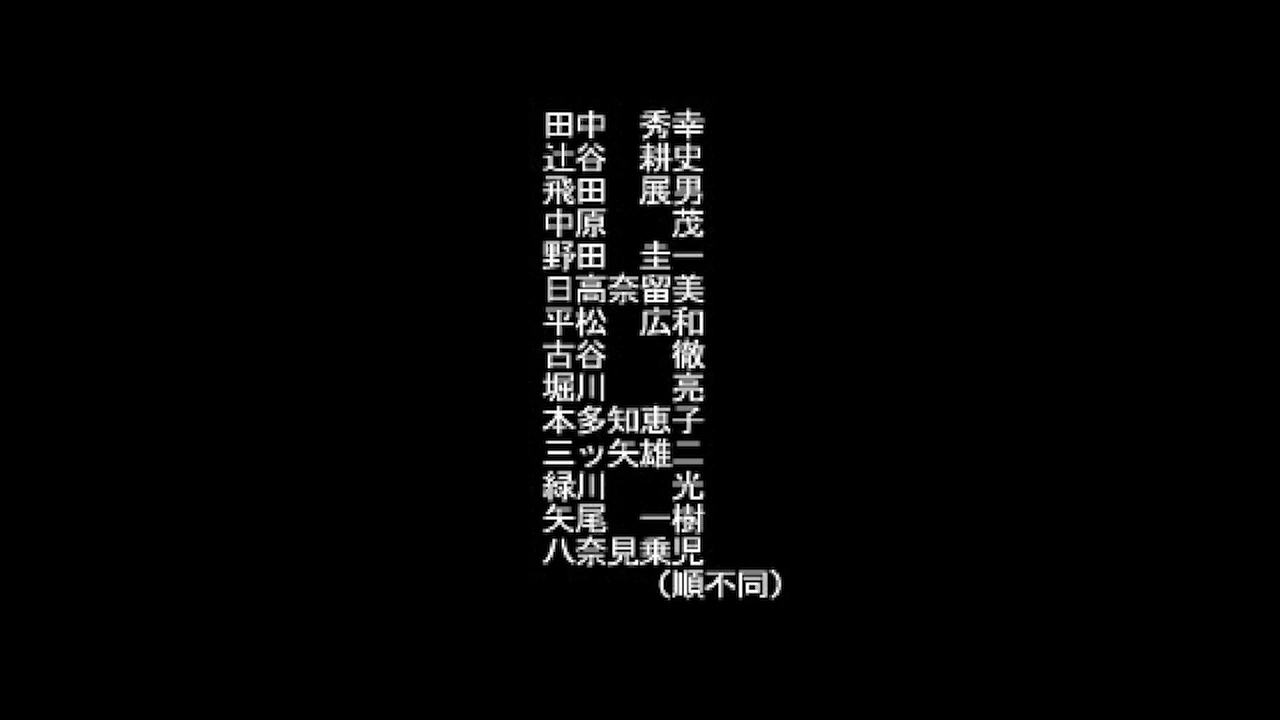 田中　秀幸
辻谷　耕史
飛田　展男
中原　　茂
野田　圭一
日高奈留美
平松　広和
古谷　　徹
堀川　　亮
本多知恵子
三ッ矢雄二
緑川　　光
矢尾　一樹
八奈見乗児
（順不同）